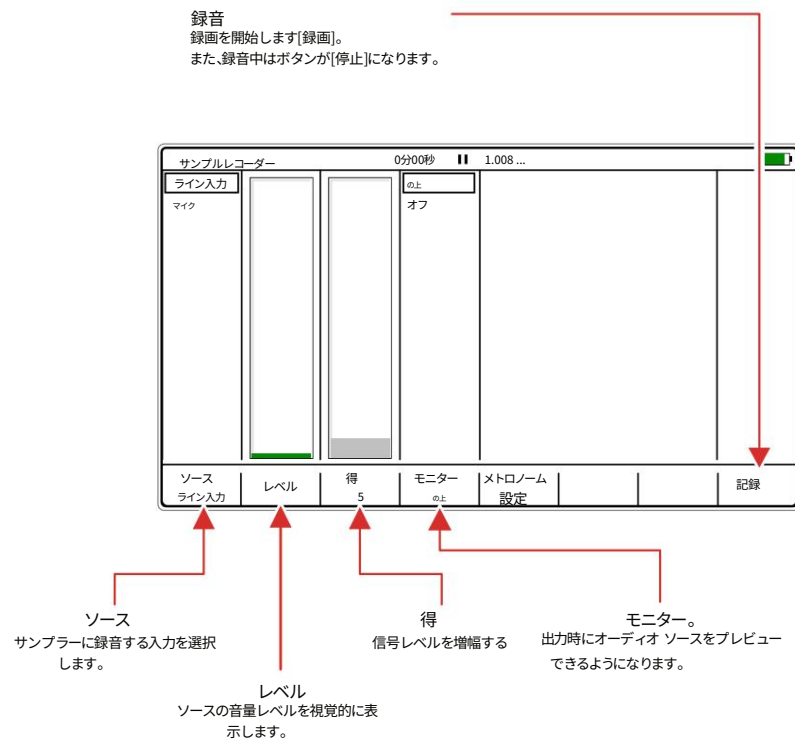 録音
録画を開始します[録画]。
また、録音中はボタンが[停止]になります。
サンプルレコーダー 0分00秒 1.008 ...
ライン入力
マイク
の上
オフ
ソース
ライン入力
レベル
得
5
モニター
の上
メトロノーム
設定
記録
ソース
サンプラーに録音する入力を選択
します。
レベル
ソースの音量レベルを視覚的に表
示します。
得
信号レベルを増幅する
モニター。
出力時にオーディオ ソースをプレビュー
できるようになります。